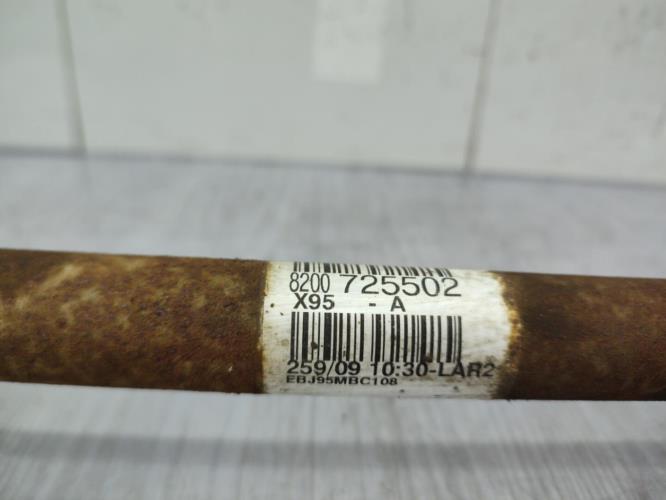 8200 725502
X95 - A
259/09 10:30-LAR2
EBJ95MBC108